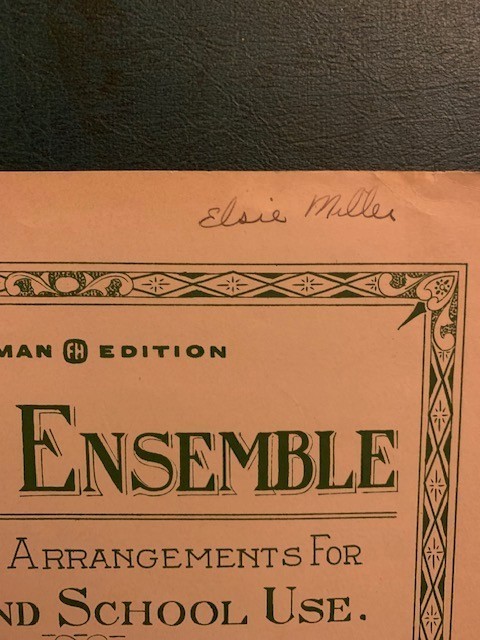 Elsie Miller
MAN FH EDITION
ENSEMBLE
ARRANGEMENTS FOR
ND SCHOOL USE.